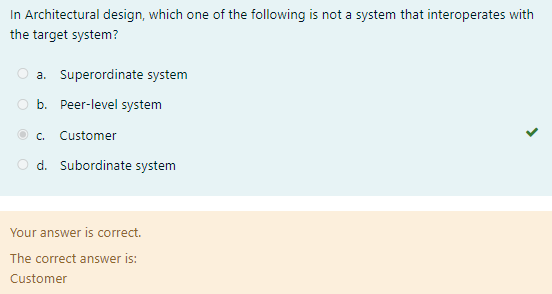 In Architectural design, which one of the following is not a system that interoperates with
the target system?
a. Superordinate system
b. Peer-level system
c. Customer
d. Subordinate system
Your answer is correct.
The correct answer is:
Customer